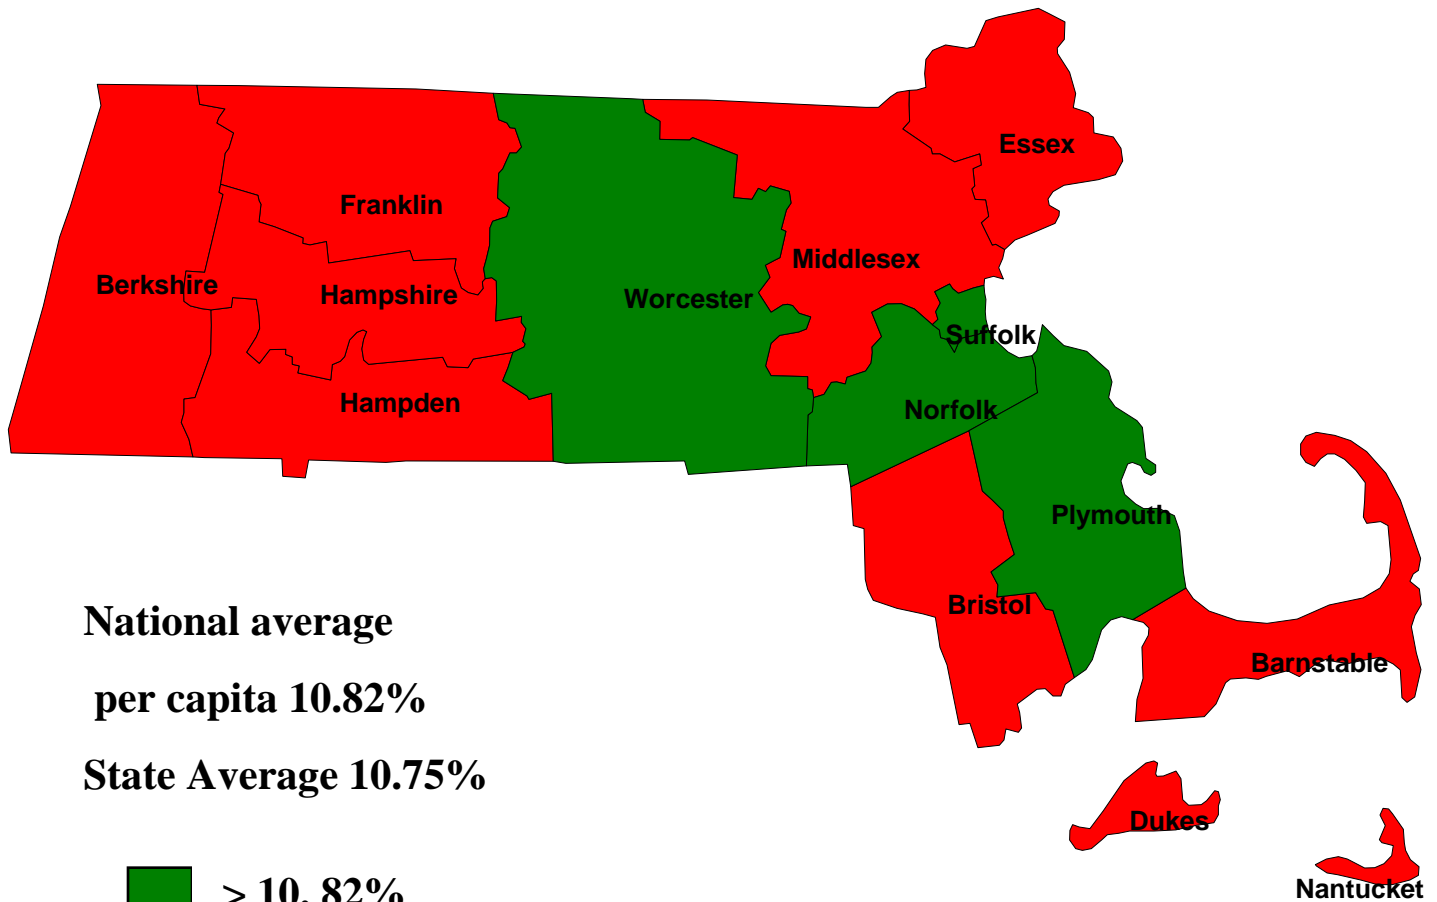 Essex
Franklin
Middlesex
Berkshire
Hampshire
Worcester
Suffolk
Hampden
Norfolk
Plymouth
Bristol
Barnstable
National average
per capita 10.82%
State Average 10.75%
Dukes
> 10. 82%
Nantucket